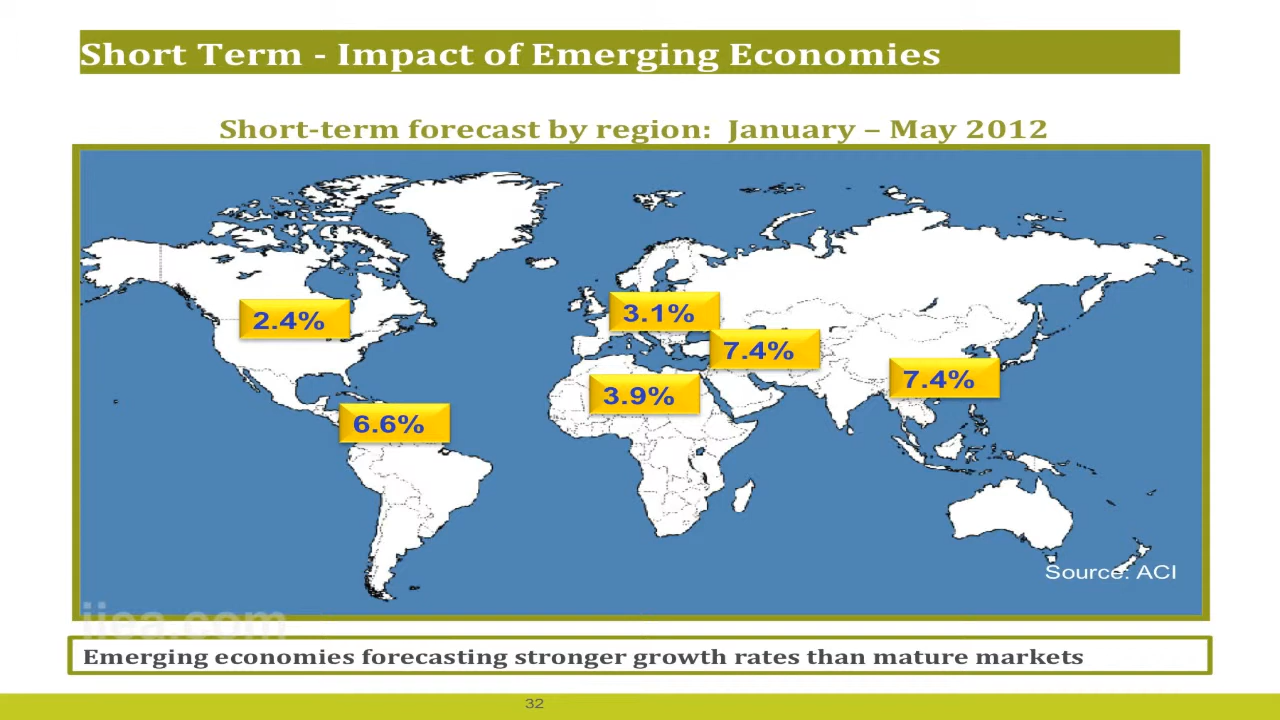 Short Term - Impact of Emerging Economies
Short-term forecast by region:  January – May 2012
2.4%
3.1%
7.4%
7.4%
3.9%
6.6%
Source: ACI
iiea.com
Emerging economies forecasting stronger growth rates than mature markets
32